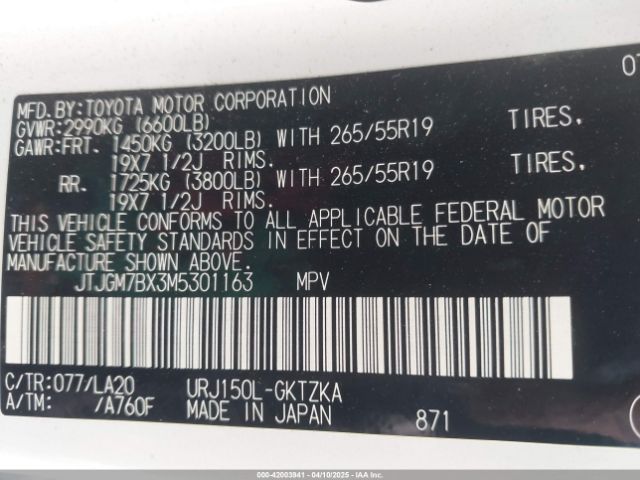 07
MFD.BY:TOYOTA MOTOR CORPORATION
GVWR:2990KG (6600LB)
GAWR:FRT. 1450KG (3200LB) WITH 265/55R19 TIRES,
19X7 1/2J RIMS.
RR. 1725KG (3800LB) WITH 265/55R19 TIRES,
19X7 1/2J RIMS.
THIS VEHICLE CONFORMS TO ALL APPLICABLE FEDERAL MOTOR
VEHICLE SAFETY STANDARDS IN EFFECT ON THE DATE OF
MANUFACTURE SHOWN ABOVE.
JTJGM7BX3M5301163 MPV
C/TR:077/LA20 URJ150L-GKTZKA
A/TM: /A760F MADE IN JAPAN 871
000-42003941 - 04/10/2025 - IAAI.com